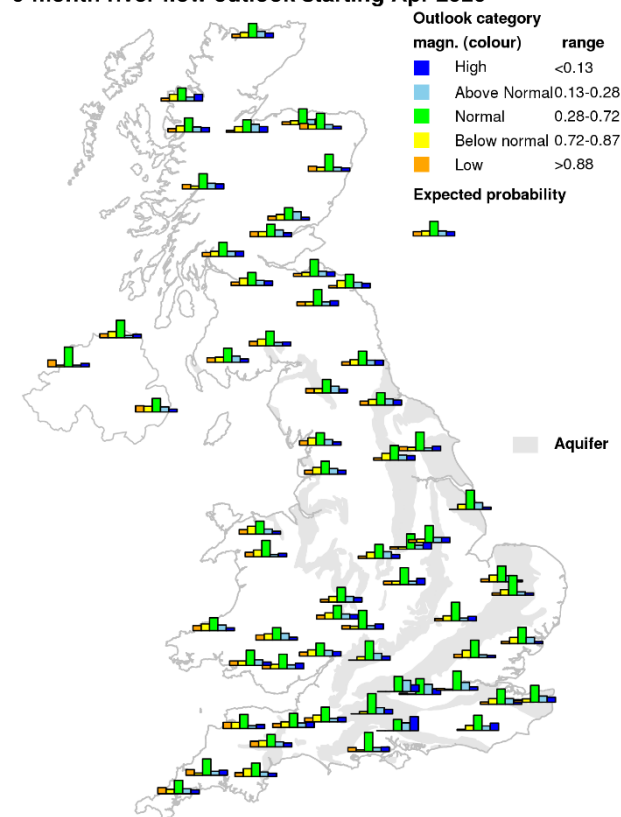 Outlook category
magn. (colour) range
High <0.13
Above Normal 0.13-0.28
Normal 0.28-0.72
Below normal 0.72-0.87
Low >0.88
Expected probability
Aquifer